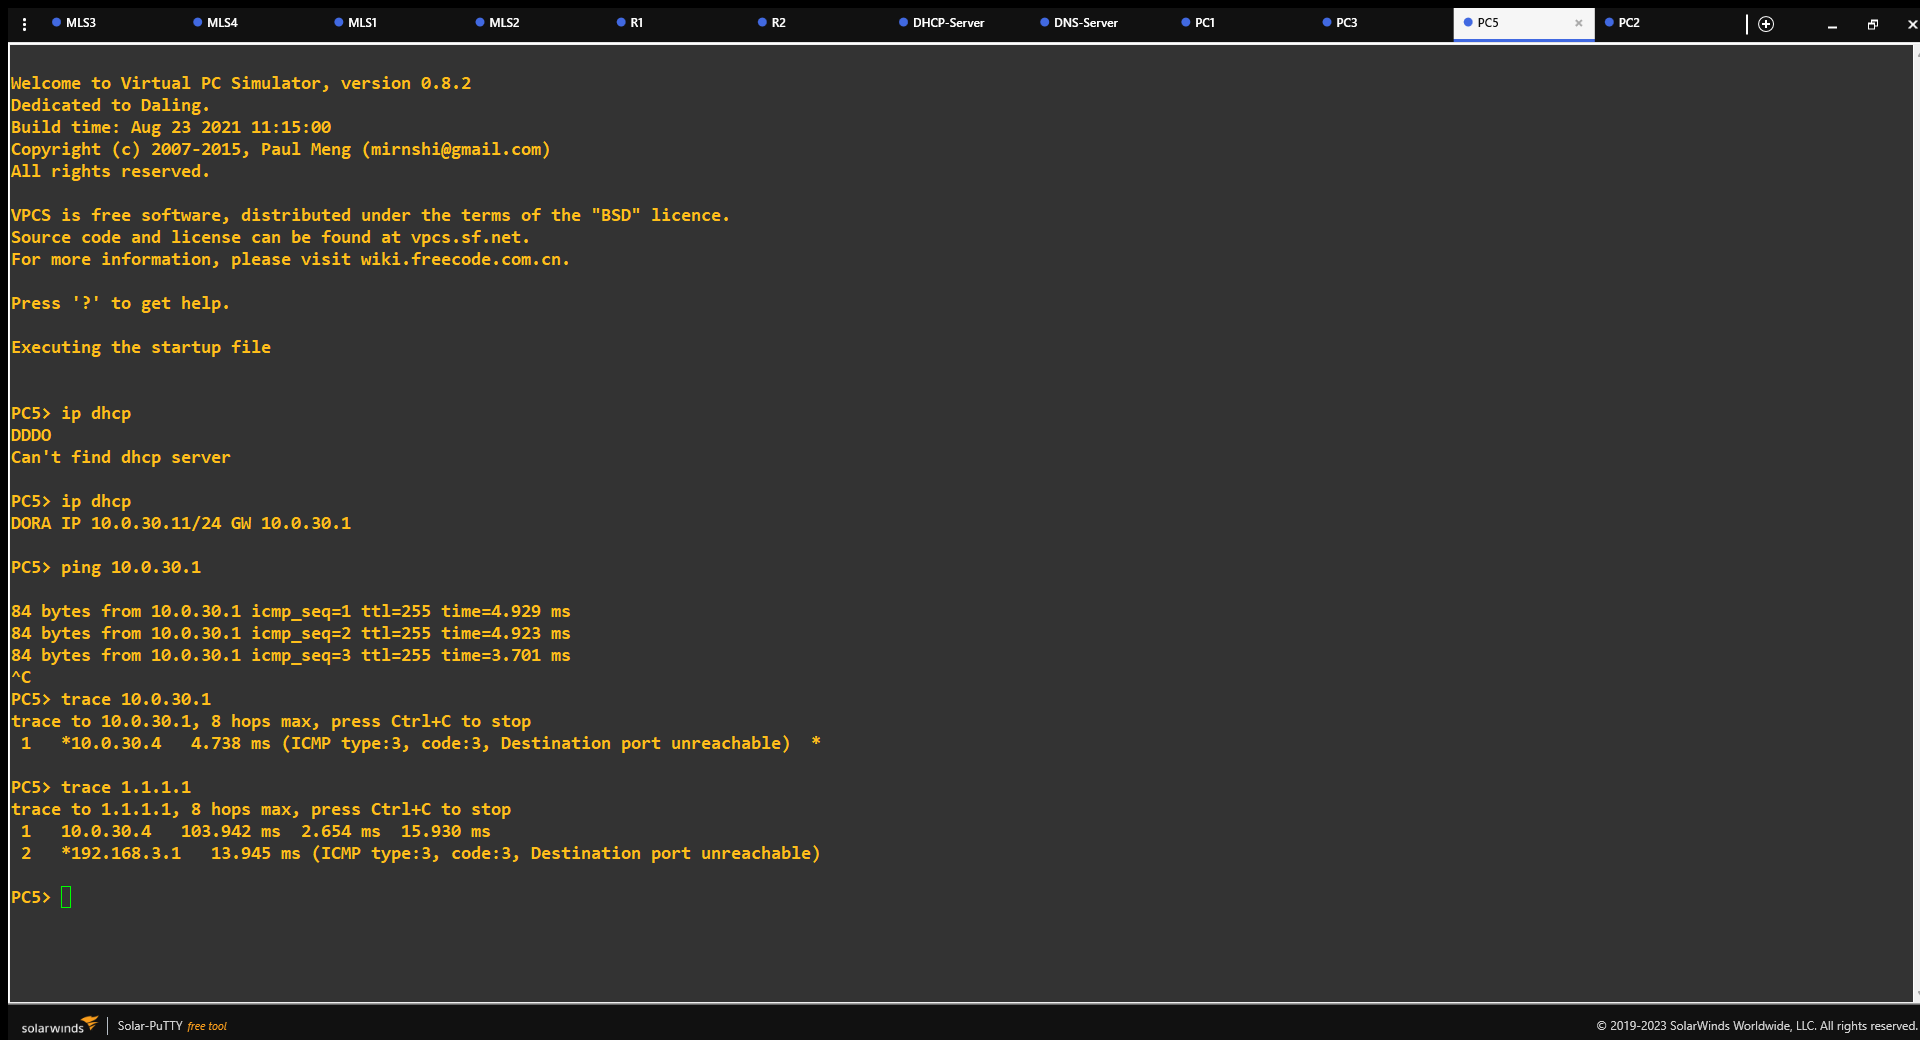 MLS3 MLS4 MLS1 MLS2 R1 R2 DHCP-Server DNS-Server PC1 PC3 PC5 PC2
Welcome to Virtual PC Simulator, version 0.8.2
Dedicated to Daling.
Build time: Aug 23 2021 11:15:00
Copyright (c) 2007-2015, Paul Meng (mirnshi@gmail.com)
All rights reserved.
VPCS is free software, distributed under the terms of the "BSD" licence.
Source code and license can be found at vpcs.sf.net.
For more information, please visit wiki.freecode.com.cn.
Press '?' to get help.
Executing the startup file
PC5> ip dhcp
DDDO
Can't find dhcp server
PC5> ip dhcp
DORA IP 10.0.30.11/24 GW 10.0.30.1
PC5> ping 10.0.30.1
84 bytes from 10.0.30.1 icmp_seq=1 ttl=255 time=4.929 ms
84 bytes from 10.0.30.1 icmp_seq=2 ttl=255 time=4.923 ms
84 bytes from 10.0.30.1 icmp_seq=3 ttl=255 time=3.701 ms
^C
PC5> trace 10.0.30.1
trace to 10.0.30.1, 8 hops max, press Ctrl+C to stop
 1   *10.0.30.4   4.738 ms (ICMP type:3, code:3, Destination port unreachable)  *
PC5> trace 1.1.1.1
trace to 1.1.1.1, 8 hops max, press Ctrl+C to stop
 1   10.0.30.4   103.942 ms  2.654 ms  15.930 ms
 2   *192.168.3.1   13.945 ms (ICMP type:3, code:3, Destination port unreachable)
PC5>
solarwinds Solar-PuTTY free tool © 2019-2023 SolarWinds Worldwide, LLC. All rights reserved.